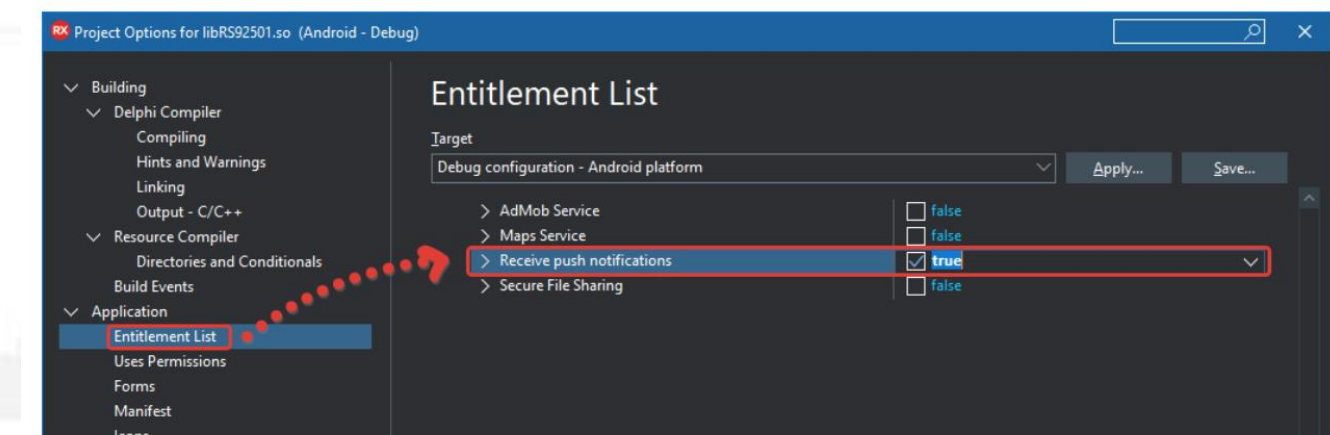 RX Project Options for libRS92501.so (Android - Debug)
Building
Delphi Compiler
Compiling
Hints and Warnings
Linking
Output - C/C++
Resource Compiler
Directories and Conditionals
Build Events
Application
Entitlement List
Uses Permissions
Forms
Manifest
Icons
Entitlement List
Target
Debug configuration - Android platform
Apply...
Save...
AdMob Service false
Maps Service false
Receive push notifications true
Secure File Sharing false